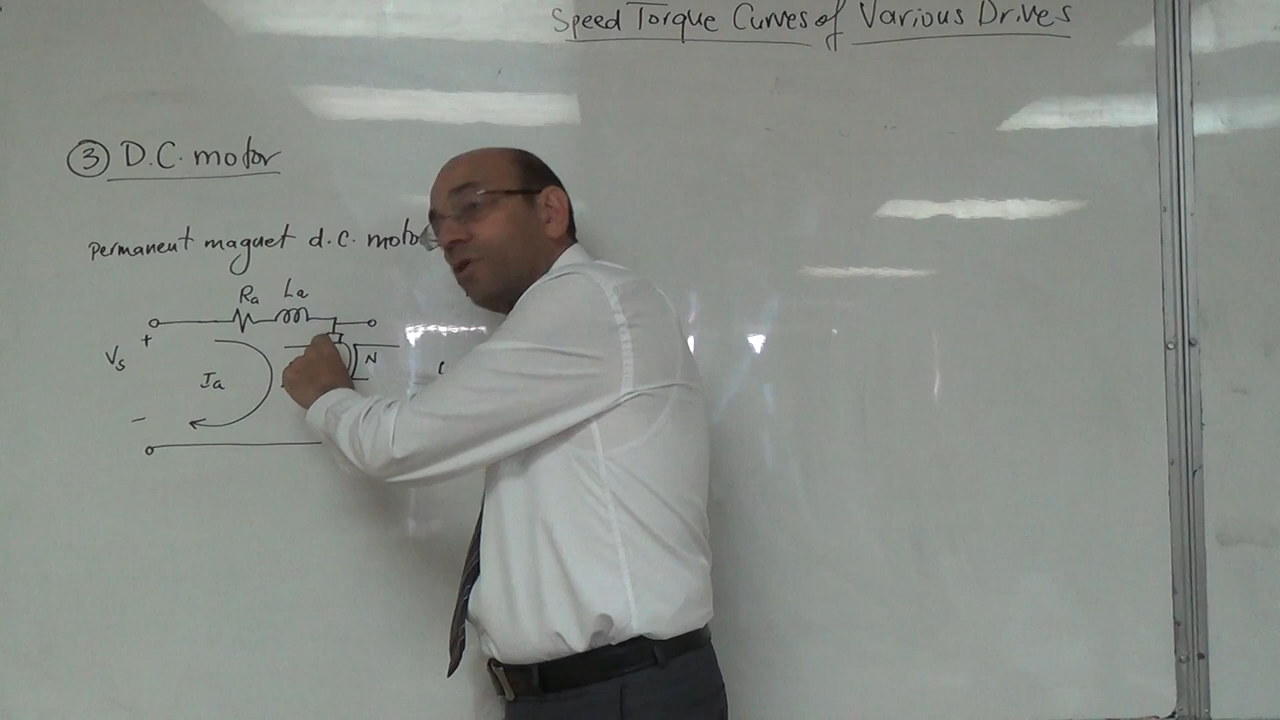 Speed Torque Curves of Various Drives
③ D.C. motor
permanent magnet d.c. moto
Ra La
+
Vs
N
Ia
-